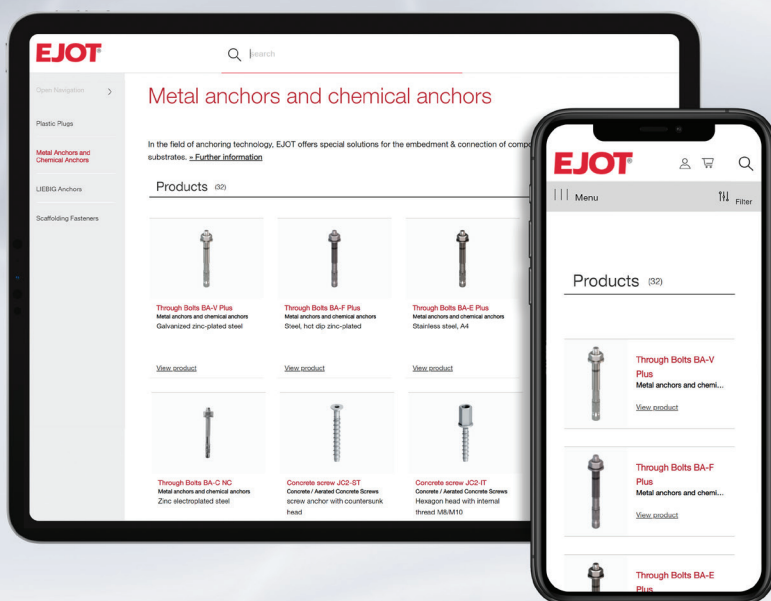 EJOT®
search
Open Navigation
Plastic Plugs
Metal Anchors and
Chemical Anchors
LIEBIG Anchors
Scaffolding Fasteners
Metal anchors and chemical anchors
In the field of anchoring technology, EJOT offers special solutions for the embedment & connection of
substrates. » Further information
Products (32)
Through Bolts BA-V Plus
Metal anchors and chemical anchors
Galvanized zinc-plated steel
View product
Through Bolts BA-F Plus
Metal anchors and chemical anchors
Steel, hot dip zinc-plated
View product
Through Bolts BA-E Plus
Metal anchors and chemical anchors
Stainless steel, A4
View product
Through Bolts BA-C NC
Metal anchors and chemical anchors
Zinc electroplated steel
Concrete screw JC2-ST
Concrete / Aerated Concrete Screws
screw anchor with countersunk
head
Concrete screw JC2-IT
Concrete / Aerated Concrete Screws
Hexagon head with internal
thread M8/M10
EJOT®
Menu
Filter
Products (32)
Through Bolts BA-V
Plus
Metal anchors and chemi...
View product
Through Bolts BA-F
Plus
Metal anchors and chemi...
View product
Through Bolts BA-E
Plus